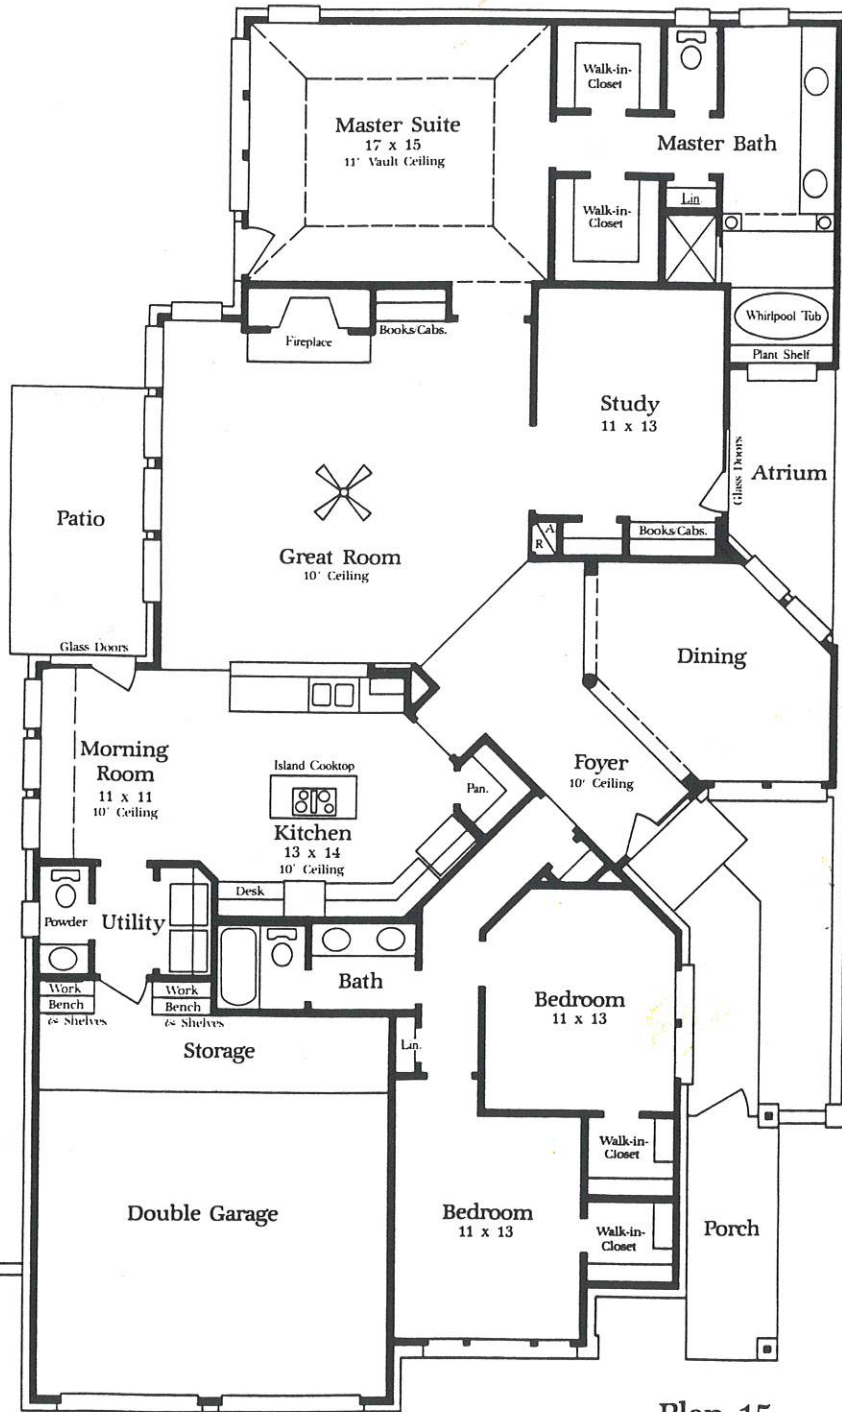 Walk-in-
Closet
Master Suite
17 x 15
11' Vault Ceiling
Master Bath
Lin.
Walk-in-
Closet
Whirlpool Tub
Plant Shelf
Books/Cabs.
Fireplace
Study
11 x 13
Glass Doors
Atrium
Patio
A
R
Books/Cabs.
Great Room
10' Ceiling
Glass Doors
Dining
Morning
Room
11 x 11
10' Ceiling
Island Cooktop
Kitchen
13 x 14
10' Ceiling
Pan.
Foyer
10' Ceiling
Desk
Powder
Utility
Bath
Work
Bench
& Shelves
Work
Bench
& Shelves
Storage
Lin.
Bedroom
11 x 13
Walk-in-
Closet
Double Garage
Bedroom
11 x 13
Walk-in-
Closet
Porch
Plan 15